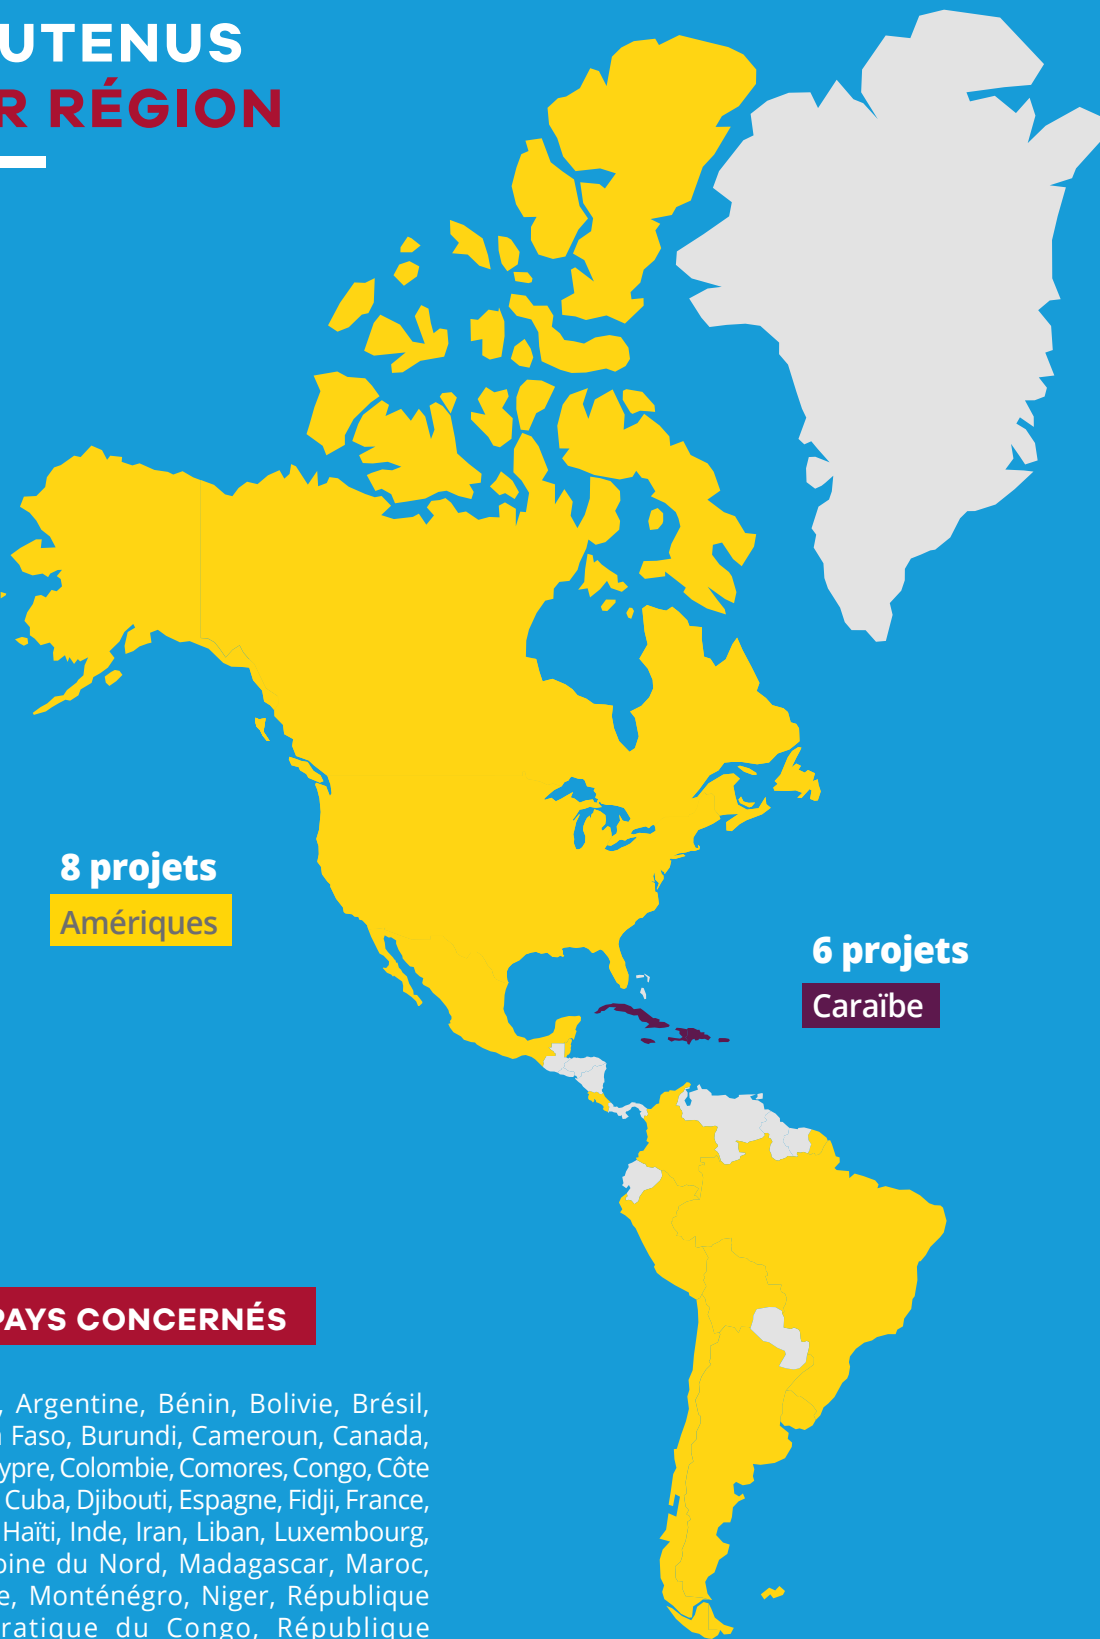 UTENUS
R RÉGION
8 projets
Amériques
6 projets
Caraïbe
PAYS CONCERNÉS
, Argentine, Bénin, Bolivie, Brésil,
Faso, Burundi, Cameroun, Canada,
ypre, Colombie, Comores, Congo, Côte
Cuba, Djibouti, Espagne, Fidji, France,
Haïti, Inde, Iran, Liban, Luxembourg,
oine du Nord, Madagascar, Maroc,
e, Monténégro, Niger, République
ratique du Congo, République